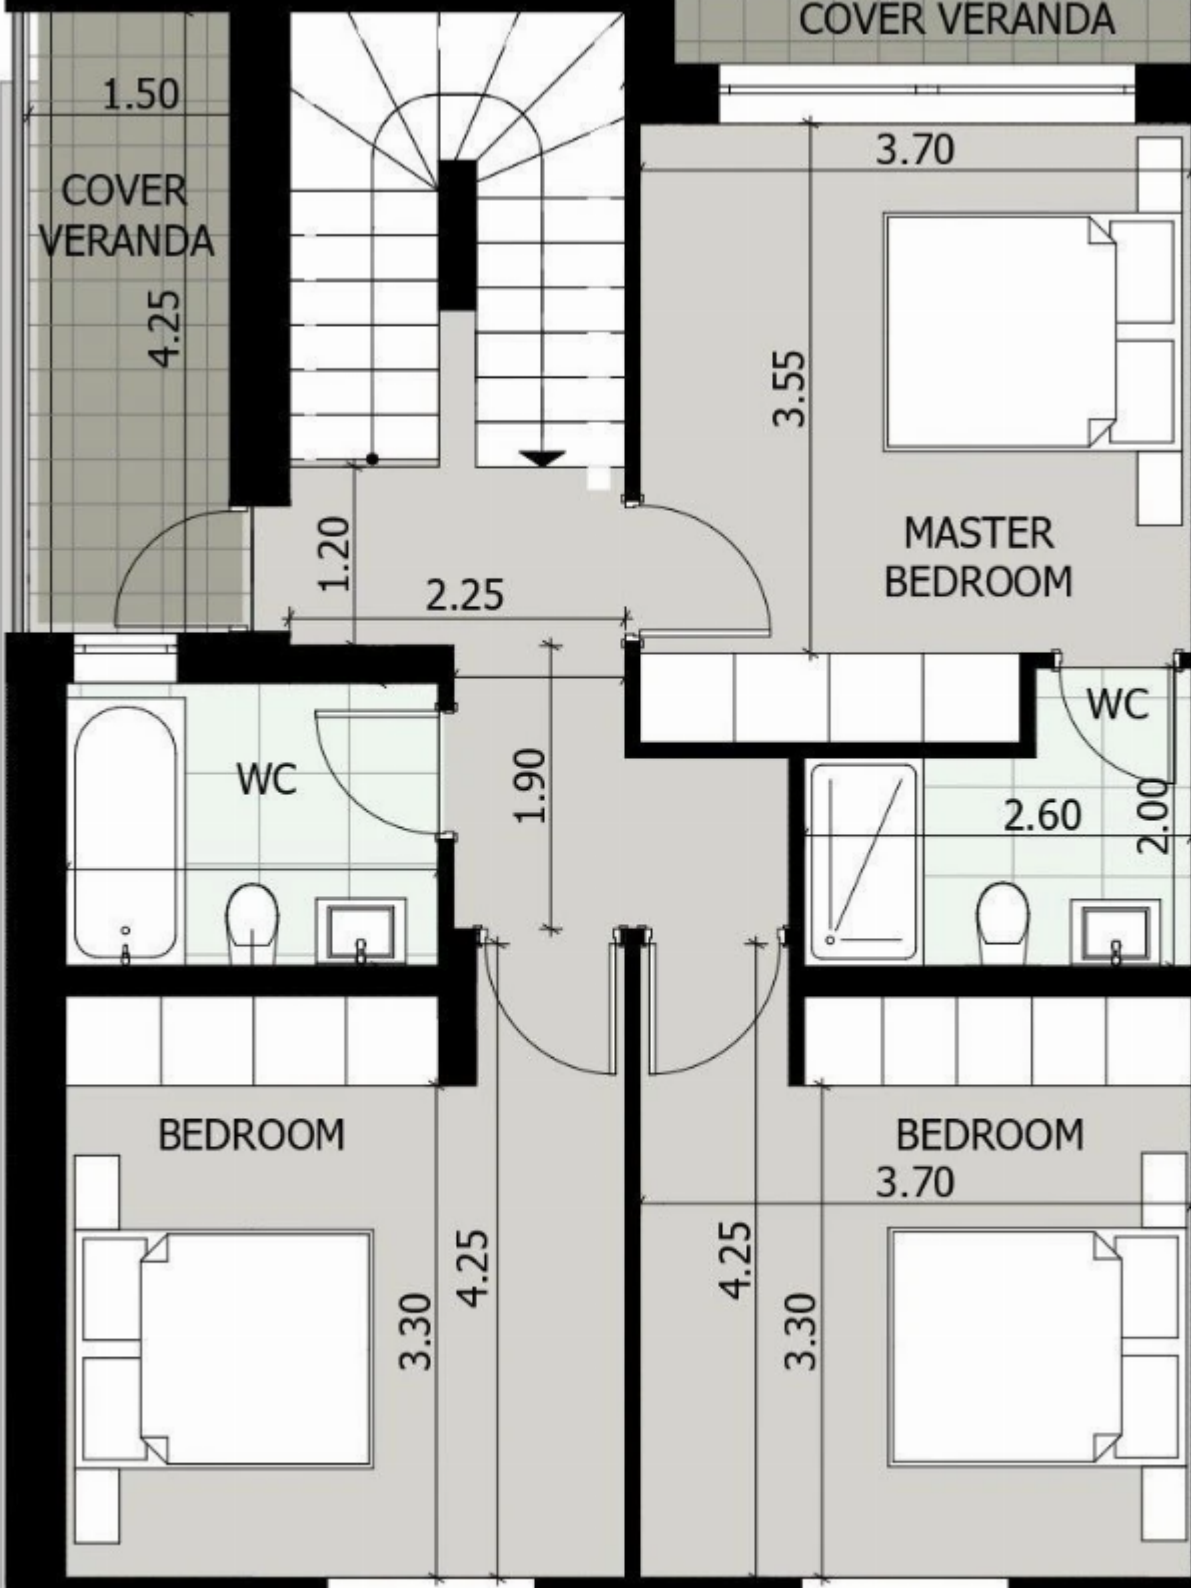 COVER VERANDA
1.50
3.70
COVER
VERANDA
4.25
3.55
MASTER
BEDROOM
1.20
2.25
WC
WC
1.90
2.60
2.00
BEDROOM
BEDROOM
3.70
4.25
3.30
4.25
3.30